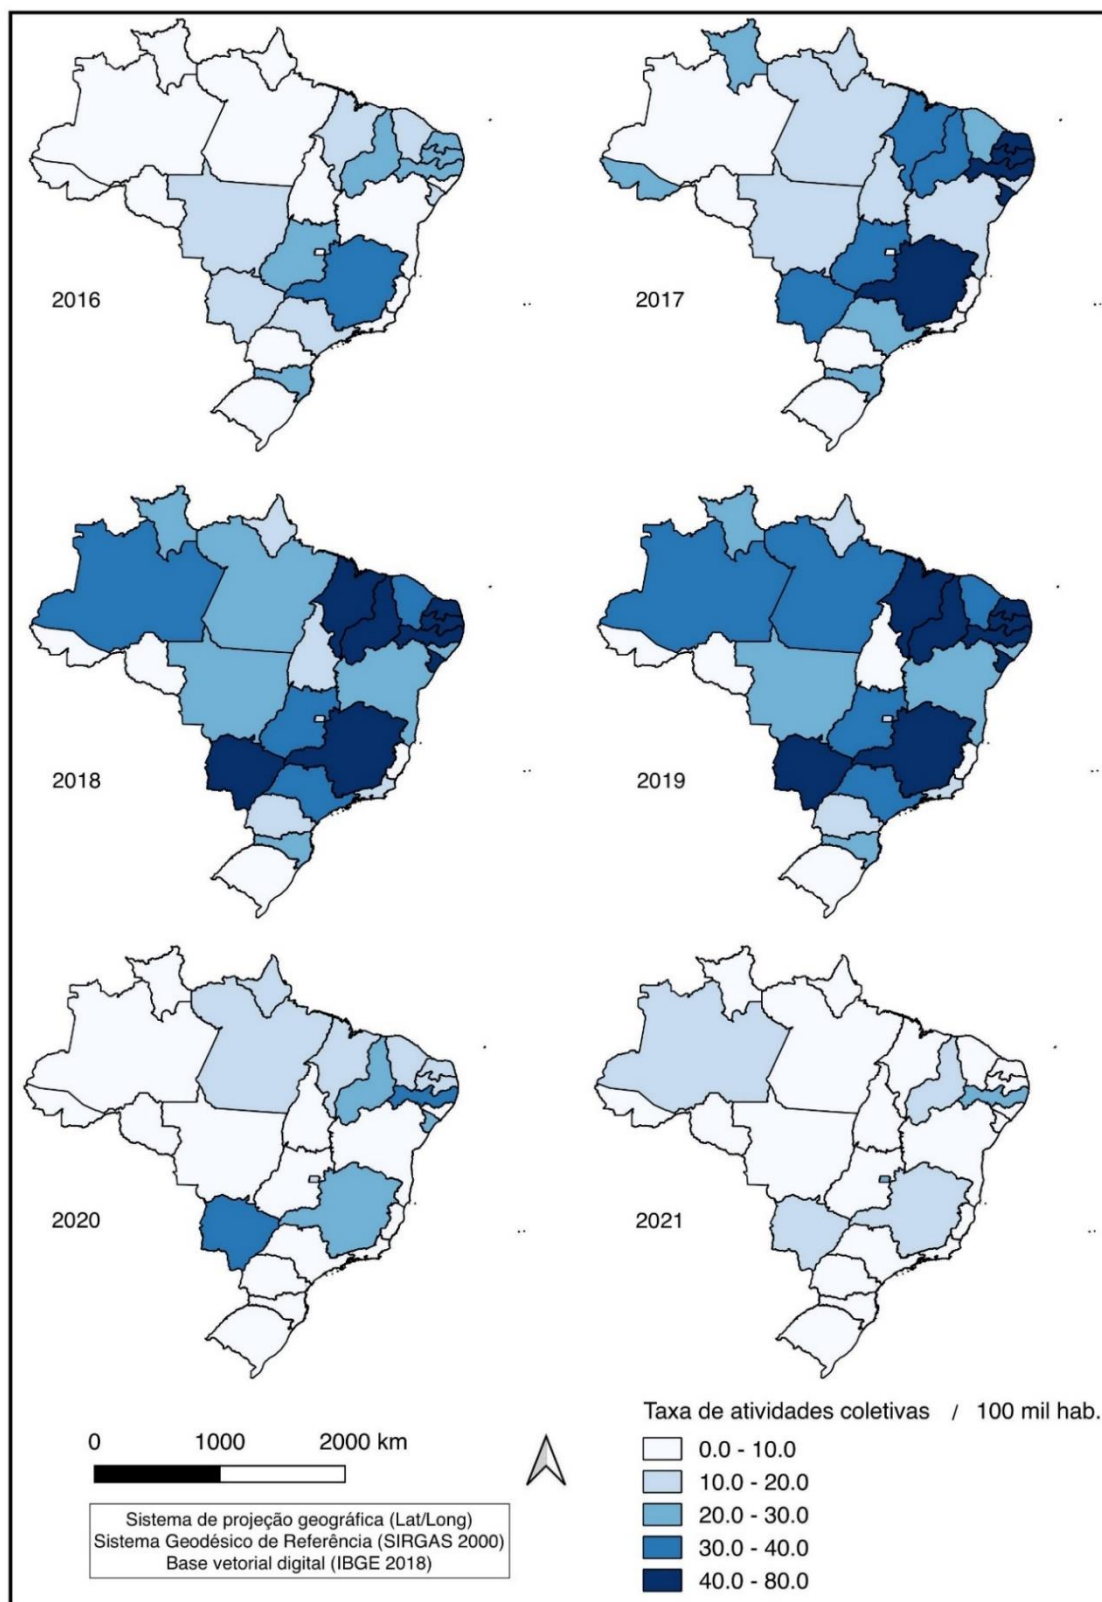 2016
2017
2018
2019
2020
2021
Taxa de atividades coletivas / 100 mil hab.
0.0 - 10.0
10.0 - 20.0
20.0 - 30.0
30.0 - 40.0
40.0 - 80.0
0 1000 2000 km
Sistema de projeção geográfica (Lat/Long)
Sistema Geodésico de Referência (SIRGAS 2000)
Base vetorial digital (IBGE 2018)